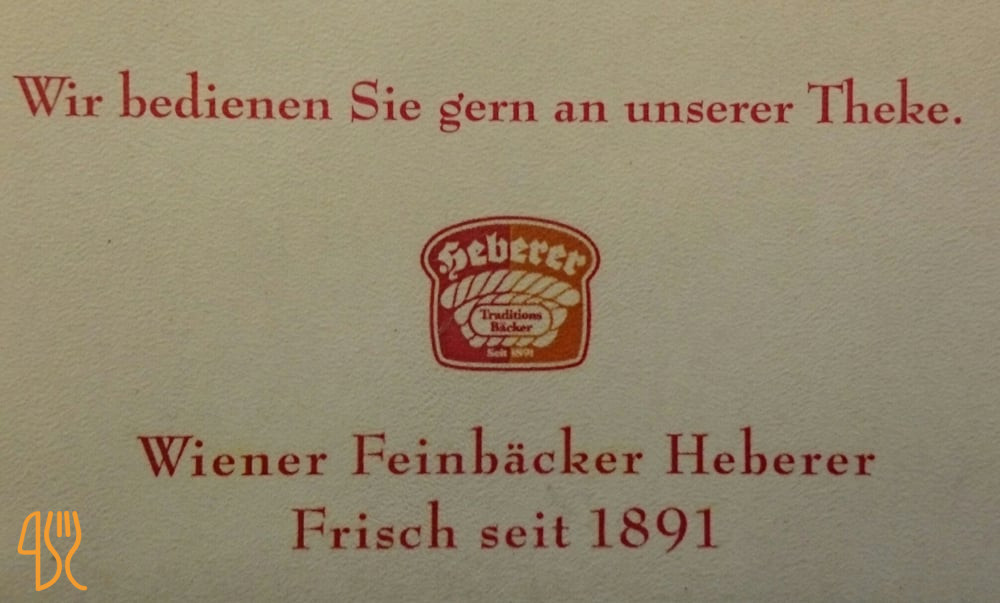 Wir bedienen Sie gern an unserer Theke.
Heberer
Traditions
Bäcker
Seit 1891
Wiener Feinbäcker Heberer
Frisch seit 1891